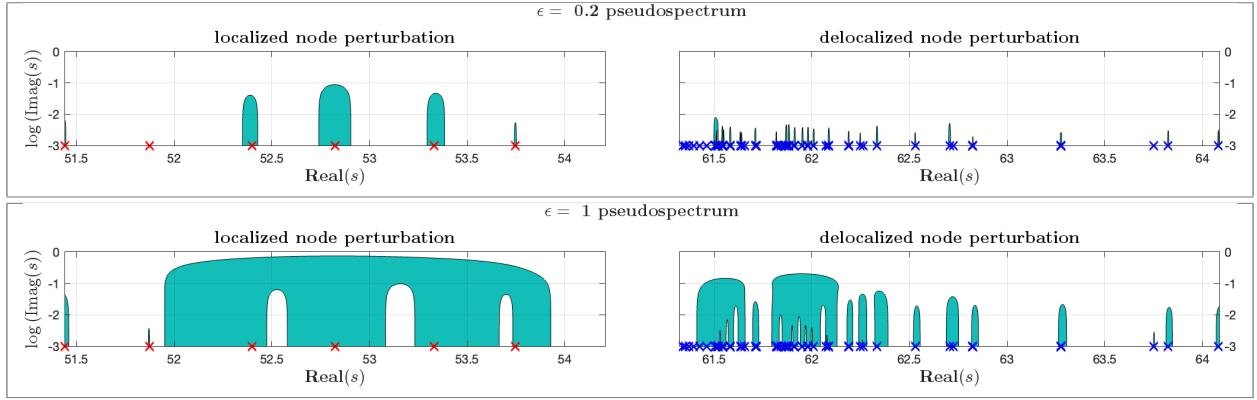 ϵ = 0.2 pseudospectrum
localized node perturbation
delocalized node perturbation
0
-1
-2
-3
log (Imag(s))
51.5 52 52.5 53 53.5 54
Real(s)
0
-1
-2
-3
61.5 62 62.5 63 63.5 64
Real(s)
ϵ = 1 pseudospectrum
localized node perturbation
delocalized node perturbation
0
-1
-2
-3
log (Imag(s))
51.5 52 52.5 53 53.5 54
Real(s)
0
-1
-2
-3
61.5 62 62.5 63 63.5 64
Real(s)